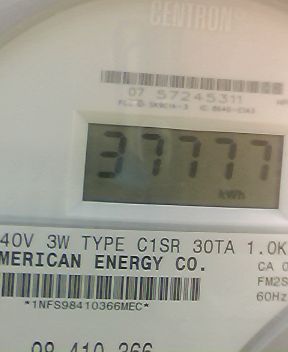 CENTRON
07 57245311
37777
kWh
40V 3W TYPE C1SR 30TA 1.0K
MERICAN ENERGY CO.
CA 0
FM2S
*1NFS98410366MEC*
60Hz
98 410 366